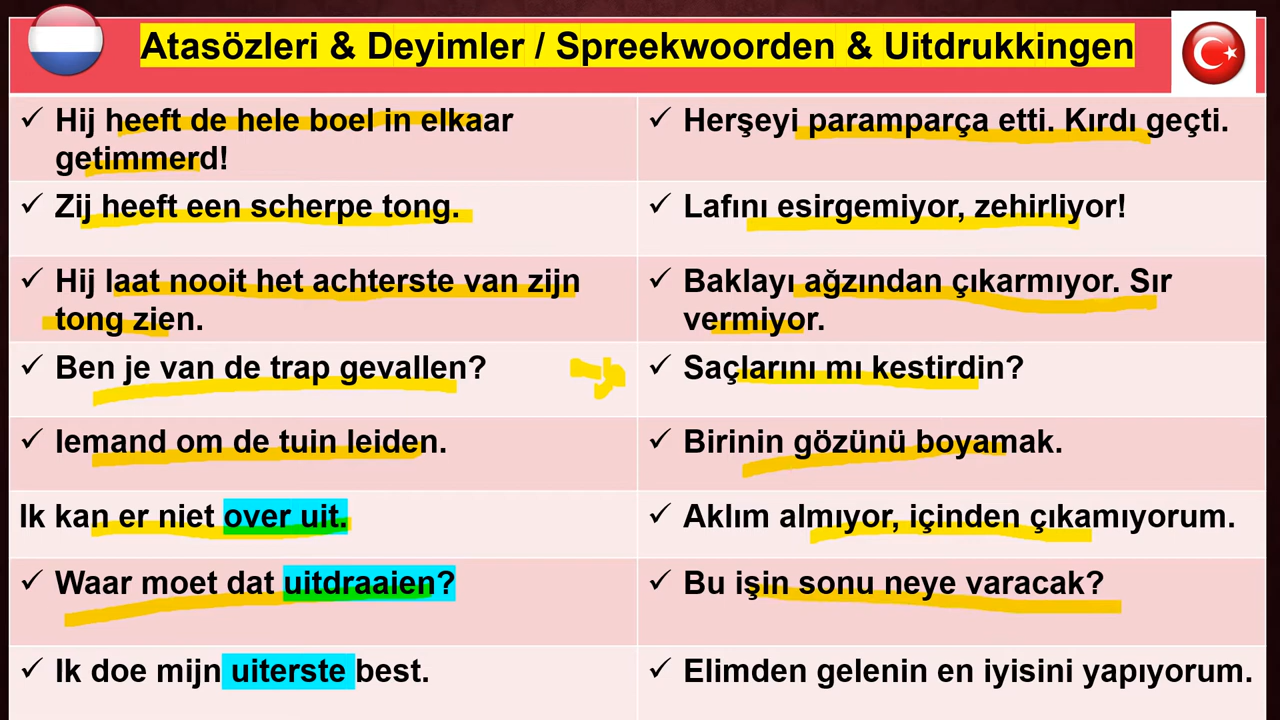 Atasözleri & Deyimler / Spreekwoorden & Uitdrukkingen
✓ Hij heeft de hele boel in elkaar
getimmerd!
✓ Herşeyi paramparça etti. Kırdı geçti.
✓ Zij heeft een scherpe tong.
✓ Lafını esirgemiyor, zehirliyor!
✓ Hij laat nooit het achterste van zijn
tong zien.
✓ Baklayı ağzından çıkarmıyor. Sır
vermiyor.
✓ Ben je van de trap gevallen?
✓ Saçlarını mı kestirdin?
✓ Iemand om de tuin leiden.
✓ Birinin gözünü boyamak.
Ik kan er niet over uit.
✓ Aklım almıyor, içinden çıkamıyorum.
✓ Waar moet dat uitdraaien?
✓ Bu işin sonu neye varacak?
✓ Ik doe mijn uiterste best.
✓ Elimden gelenin en iyisini yapıyorum.